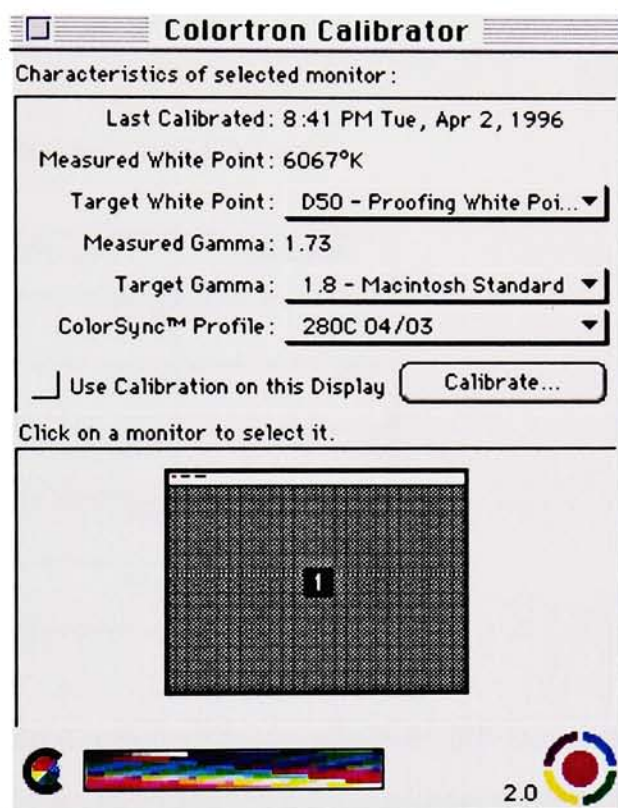 Colortron Calibrator
Characteristics of selected monitor:
Last Calibrated: 8:41 PM Tue, Apr 2, 1996
Measured White Point: 6067°K
Target White Point: D50 - Proofing White Poi...
Measured Gamma: 1.73
Target Gamma: 1.8 - Macintosh Standard
ColorSync™ Profile: 280C 04/03
Use Calibration on this Display Calibrate...
Click on a monitor to select it.
1
2.0